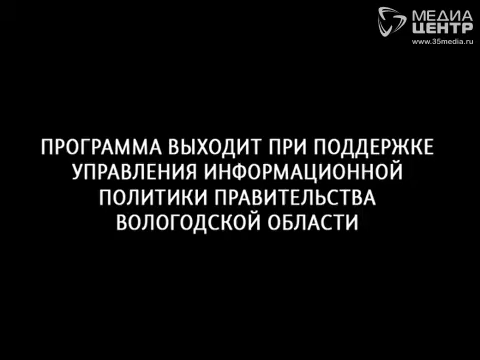 МЕДИА
ЦЕНТР
www.35media.ru
ПРОГРАММА ВЫХОДИТ ПРИ ПОДДЕРЖКЕ
УПРАВЛЕНИЯ ИНФОРМАЦИОННОЙ
ПОЛИТИКИ ПРАВИТЕЛЬСТВА
ВОЛОГОДСКОЙ ОБЛАСТИ